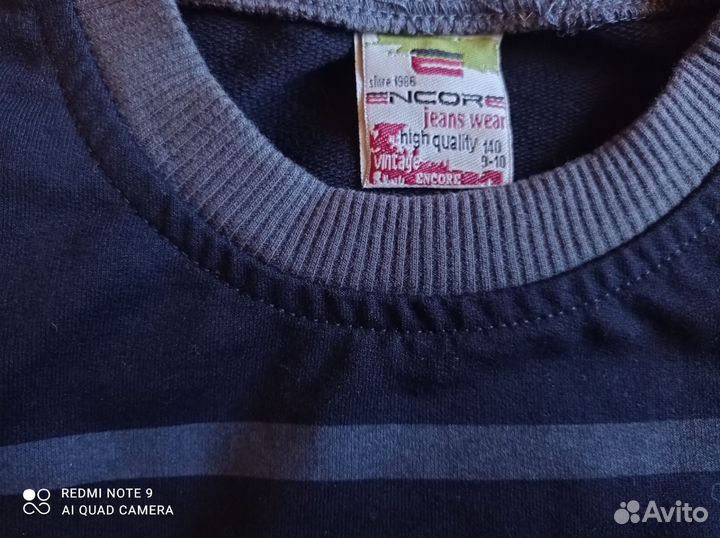 since 1986
ENCORE
jeans wear
high quality 140
vintage 9-10
ENCORE
REDMI NOTE 9
AI QUAD CAMERA
Avito